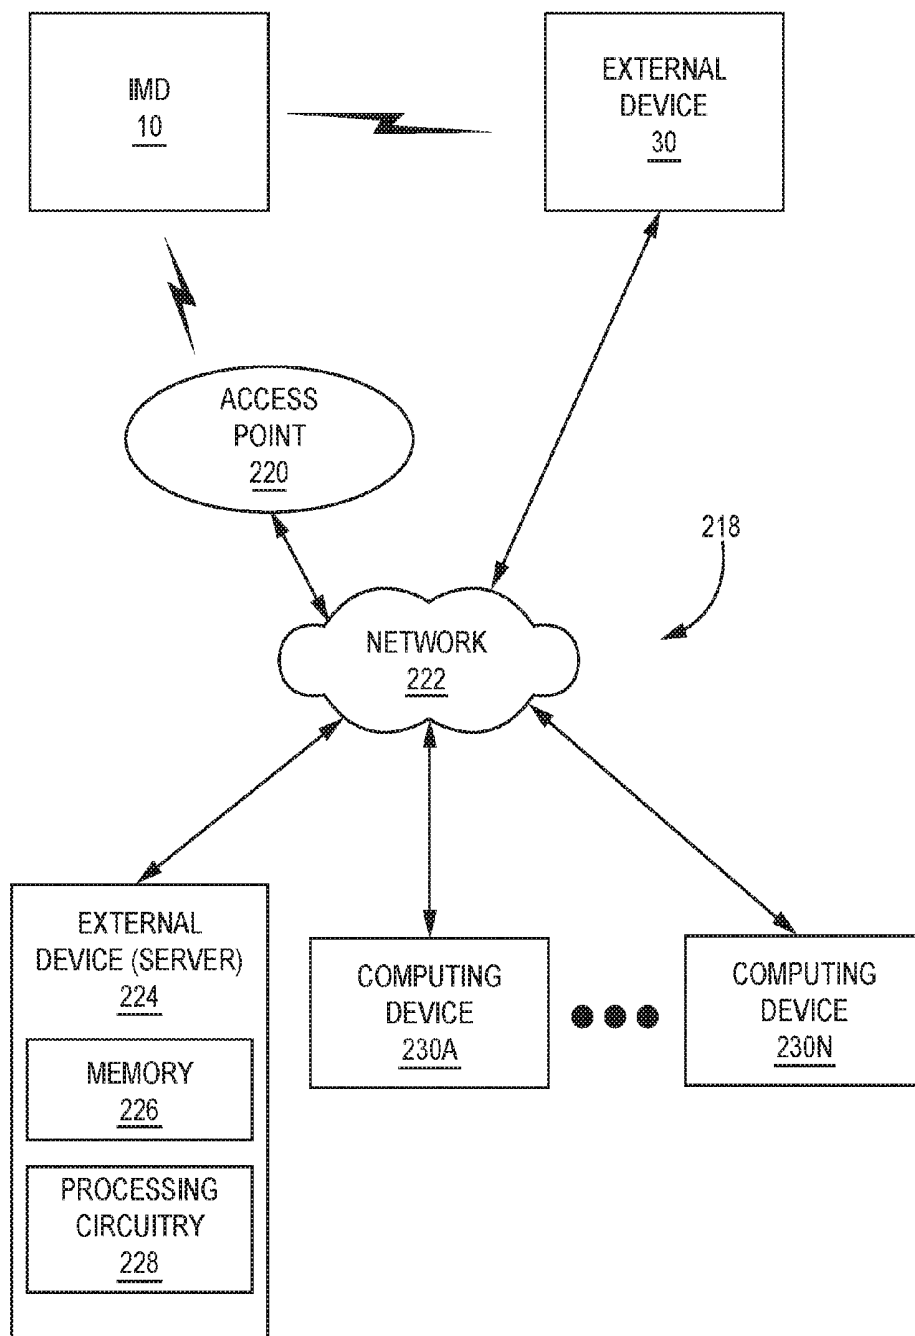 IMD
10
EXTERNAL
DEVICE
30
ACCESS
POINT
220
218
NETWORK
222
EXTERNAL
DEVICE (SERVER)
224
MEMORY
226
PROCESSING
CIRCUITRY
228
COMPUTING
DEVICE
230A
COMPUTING
DEVICE
230N